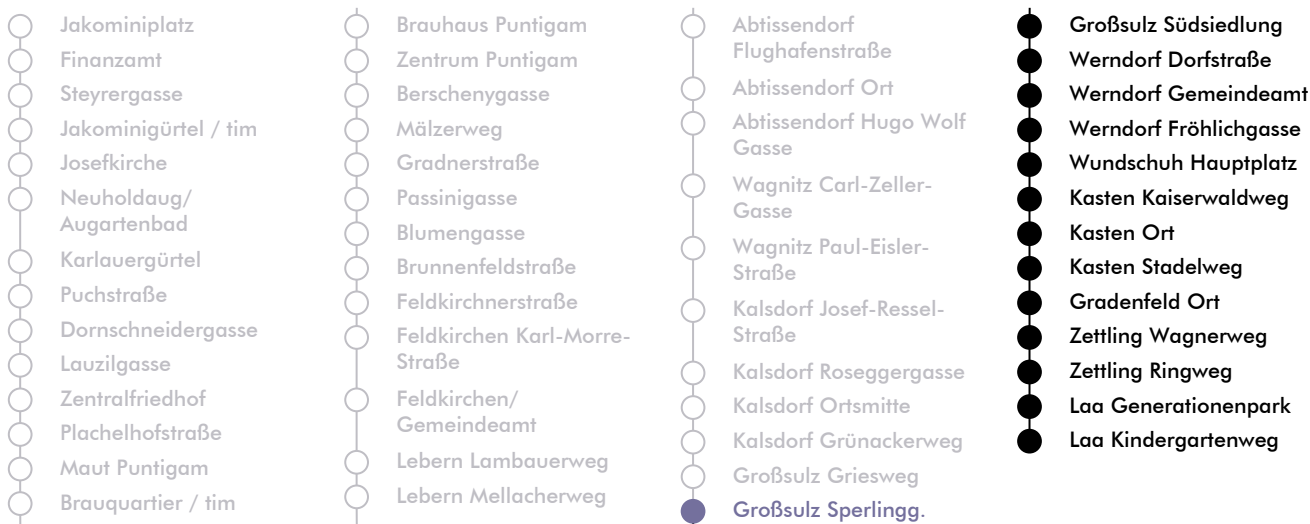 Jakominiplatz
Finanzamt
Steyrergasse
Jakominigürtel / tim
Josefkirche
Neuholdaug/
Augartenbad
Karlauergürtel
Puchstraße
Dornschneidergasse
Lauzilgasse
Zentralfriedhof
Plachelhofstraße
Maut Puntigam
Brauquartier / tim
Brauhaus Puntigam
Zentrum Puntigam
Berschenygasse
Mälzerweg
Gradnerstraße
Passinigasse
Blumengasse
Brunnenfeldstraße
Feldkirchnerstraße
Feldkirchen Karl-Morre-
Straße
Feldkirchen/
Gemeindeamt
Lebern Lambauerweg
Lebern Mellacherweg
Abtissendorf
Flughafenstraße
Abtissendorf Ort
Abtissendorf Hugo Wolf
Gasse
Wagnitz Carl-Zeller-
Gasse
Wagnitz Paul-Eisler-
Straße
Kalsdorf Josef-Ressel-
Straße
Kalsdorf Roseggergasse
Kalsdorf Ortsmitte
Kalsdorf Grünackerweg
Großsulz Griesweg
Großsulz Sperlingg.
Großsulz Südsiedlung
Werndorf Dorfstraße
Werndorf Gemeindeamt
Werndorf Fröhlichgasse
Wundschuh Hauptplatz
Kasten Kaiserwaldweg
Kasten Ort
Kasten Stadelweg
Gradenfeld Ort
Zettling Wagnerweg
Zettling Ringweg
Laa Generationenpark
Laa Kindergartenweg